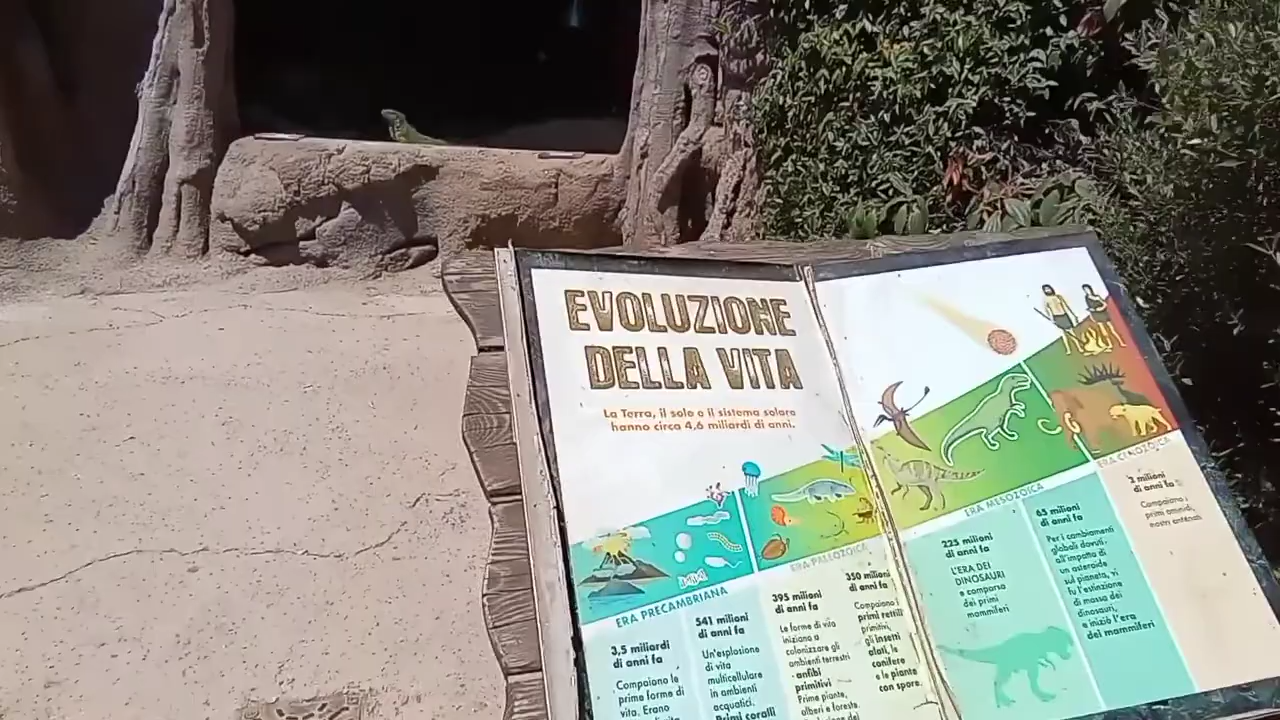 EVOLUZIONE
DELLA VITA
La Terra, il sole e il sistema solare
hanno circa 4,6 miliardi di anni.
ERA PRECAMBRIANA
ERA PALEOZOICA
ERA MESOZOICA
ERA CENOZOICA
3,5 miliardi
di anni fa
Compaiono le
prime forme di
vita. Erano
541 milioni
di anni fa
Un'esplosione
di vita
multicellulare
in ambienti
acquatici.
Primi coralli
395 milioni
di anni fa
Le forme di vita
iniziano a
colonizzare gli
ambienti terrestri
anfibi
primitivi
Prime piante,
alberi e foreste.
350 milioni
di anni fa
Compaiono i
primi rettili
primitivi,
gli insetti
alati, le
conifere
e le piante
con spore.
225 milioni
di anni fa
L'ERA DEI
DINOSAURI
e comparsa
dei primi
mammiferi
65 milioni
di anni fa
Per i cambiamenti
globali dovuti
all'impatto di
un asteroide
sul pianeta, vi
fu l'estinzione
di massa dei
dinosauri,
e iniziò l'era
dei mammiferi
2 milioni
di anni fa
Compaiono i
primi ominidi,
nostri antenati